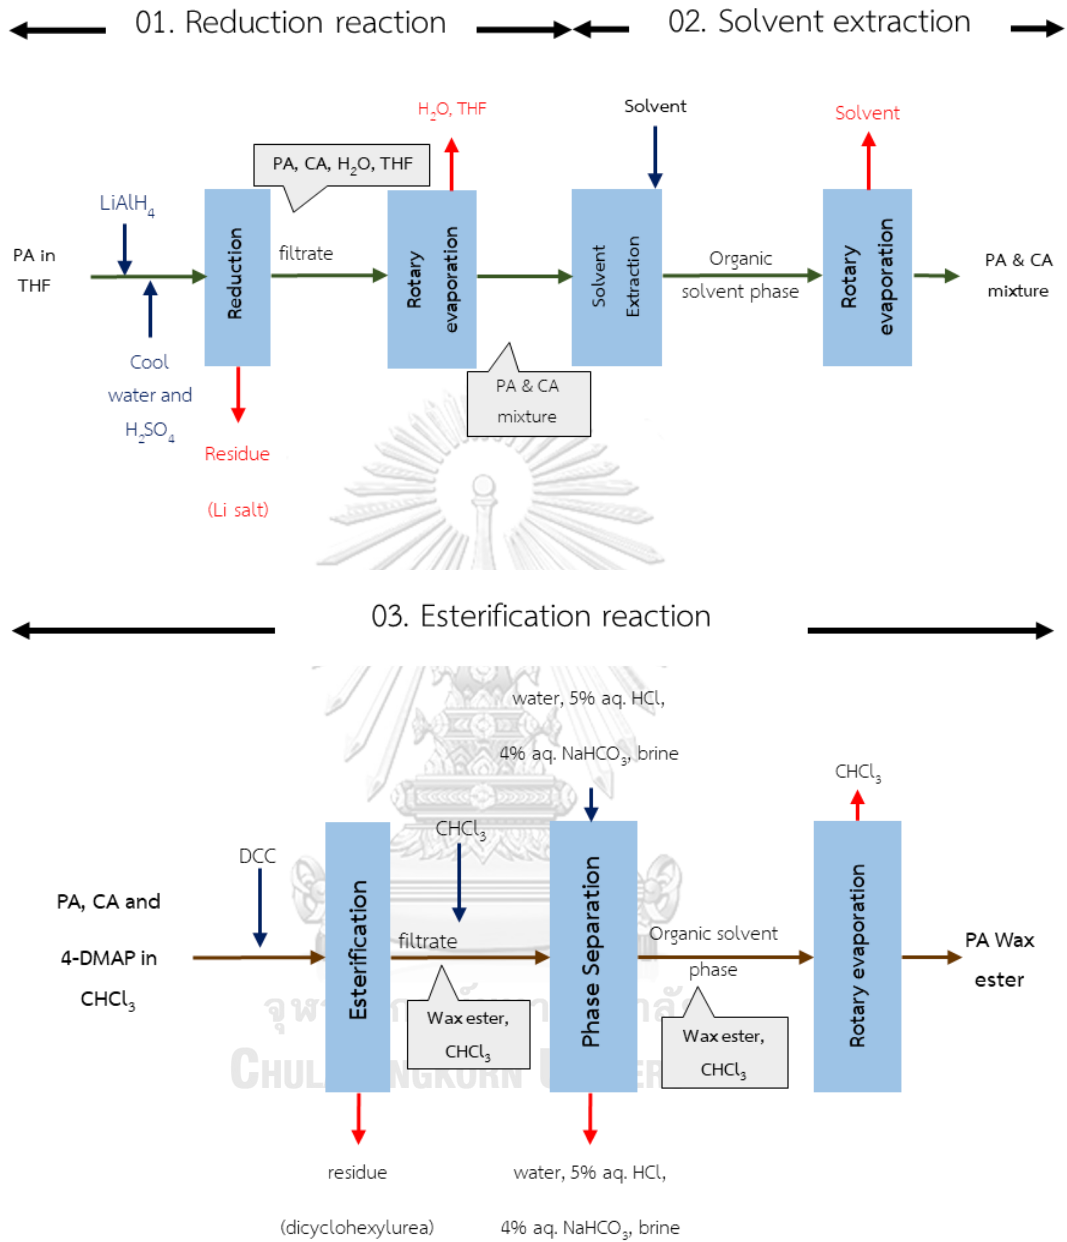 01. Reduction reaction
02. Solvent extraction
H₂O, THF
Solvent
Solvent
PA, CA, H₂O, THF
LiAlH₄
PA in
THF
Reduction
filtrate
Rotary
evaporation
Solvent
Extraction
Organic
solvent phase
Rotary
evaporation
PA & CA
mixture
Cool
water and
H₂SO₄
PA & CA
mixture
Residue
(Li salt)
03. Esterification reaction
water, 5% aq. HCl,
4% aq. NaHCO₃, brine
CHCl₃
CHCl₃
DCC
PA, CA and
4-DMAP in
CHCl₃
Esterification
filtrate
Phase Separation
Organic solvent
phase
Rotary evaporation
PA Wax
ester
Wax ester,
CHCl₃
Wax ester,
CHCl₃
residue
(dicyclohexylurea)
water, 5% aq. HCl,
4% aq. NaHCO₃, brine